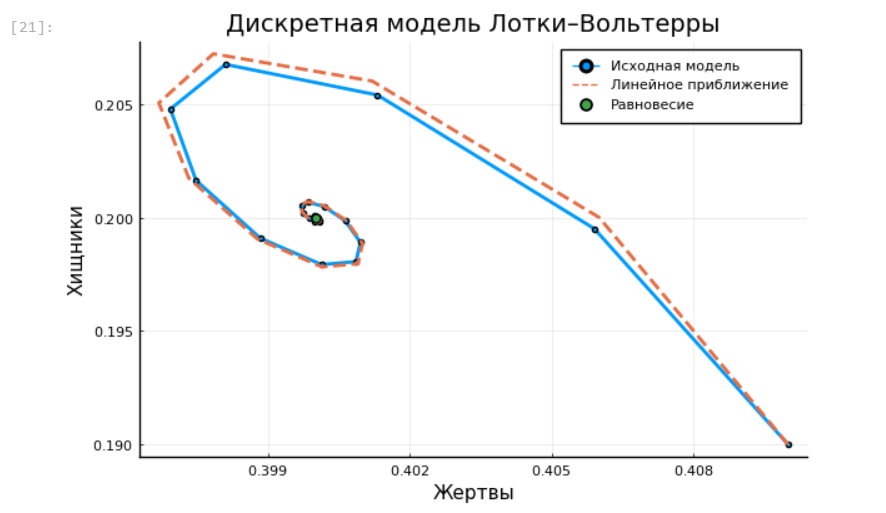 [21]:
Дискретная модель Лотки–Вольтерры
Исходная модель
Линейное приближение
Равновесие
Хищники
0.205
0.200
0.195
0.190
0.399 0.402 0.405 0.408
Жертвы